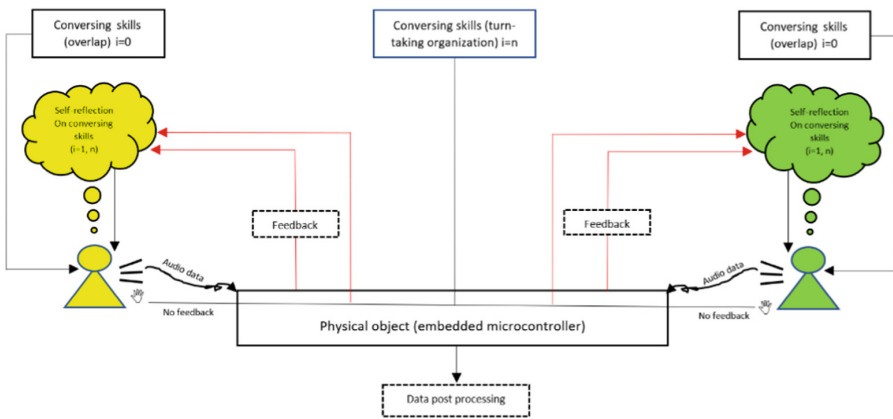 Conversing skills
(overlap) i=0
Conversing skills (turn-
taking organization) i=n
Conversing skills
(overlap) i=0
Self-reflection
On conversing
skills
(i=1, n)
Self-reflection
On conversing
skills
(i=1, n)
Feedback
Feedback
Audio data
Audio data
No feedback
No feedback
Physical object (embedded microcontroller)
Data post processing